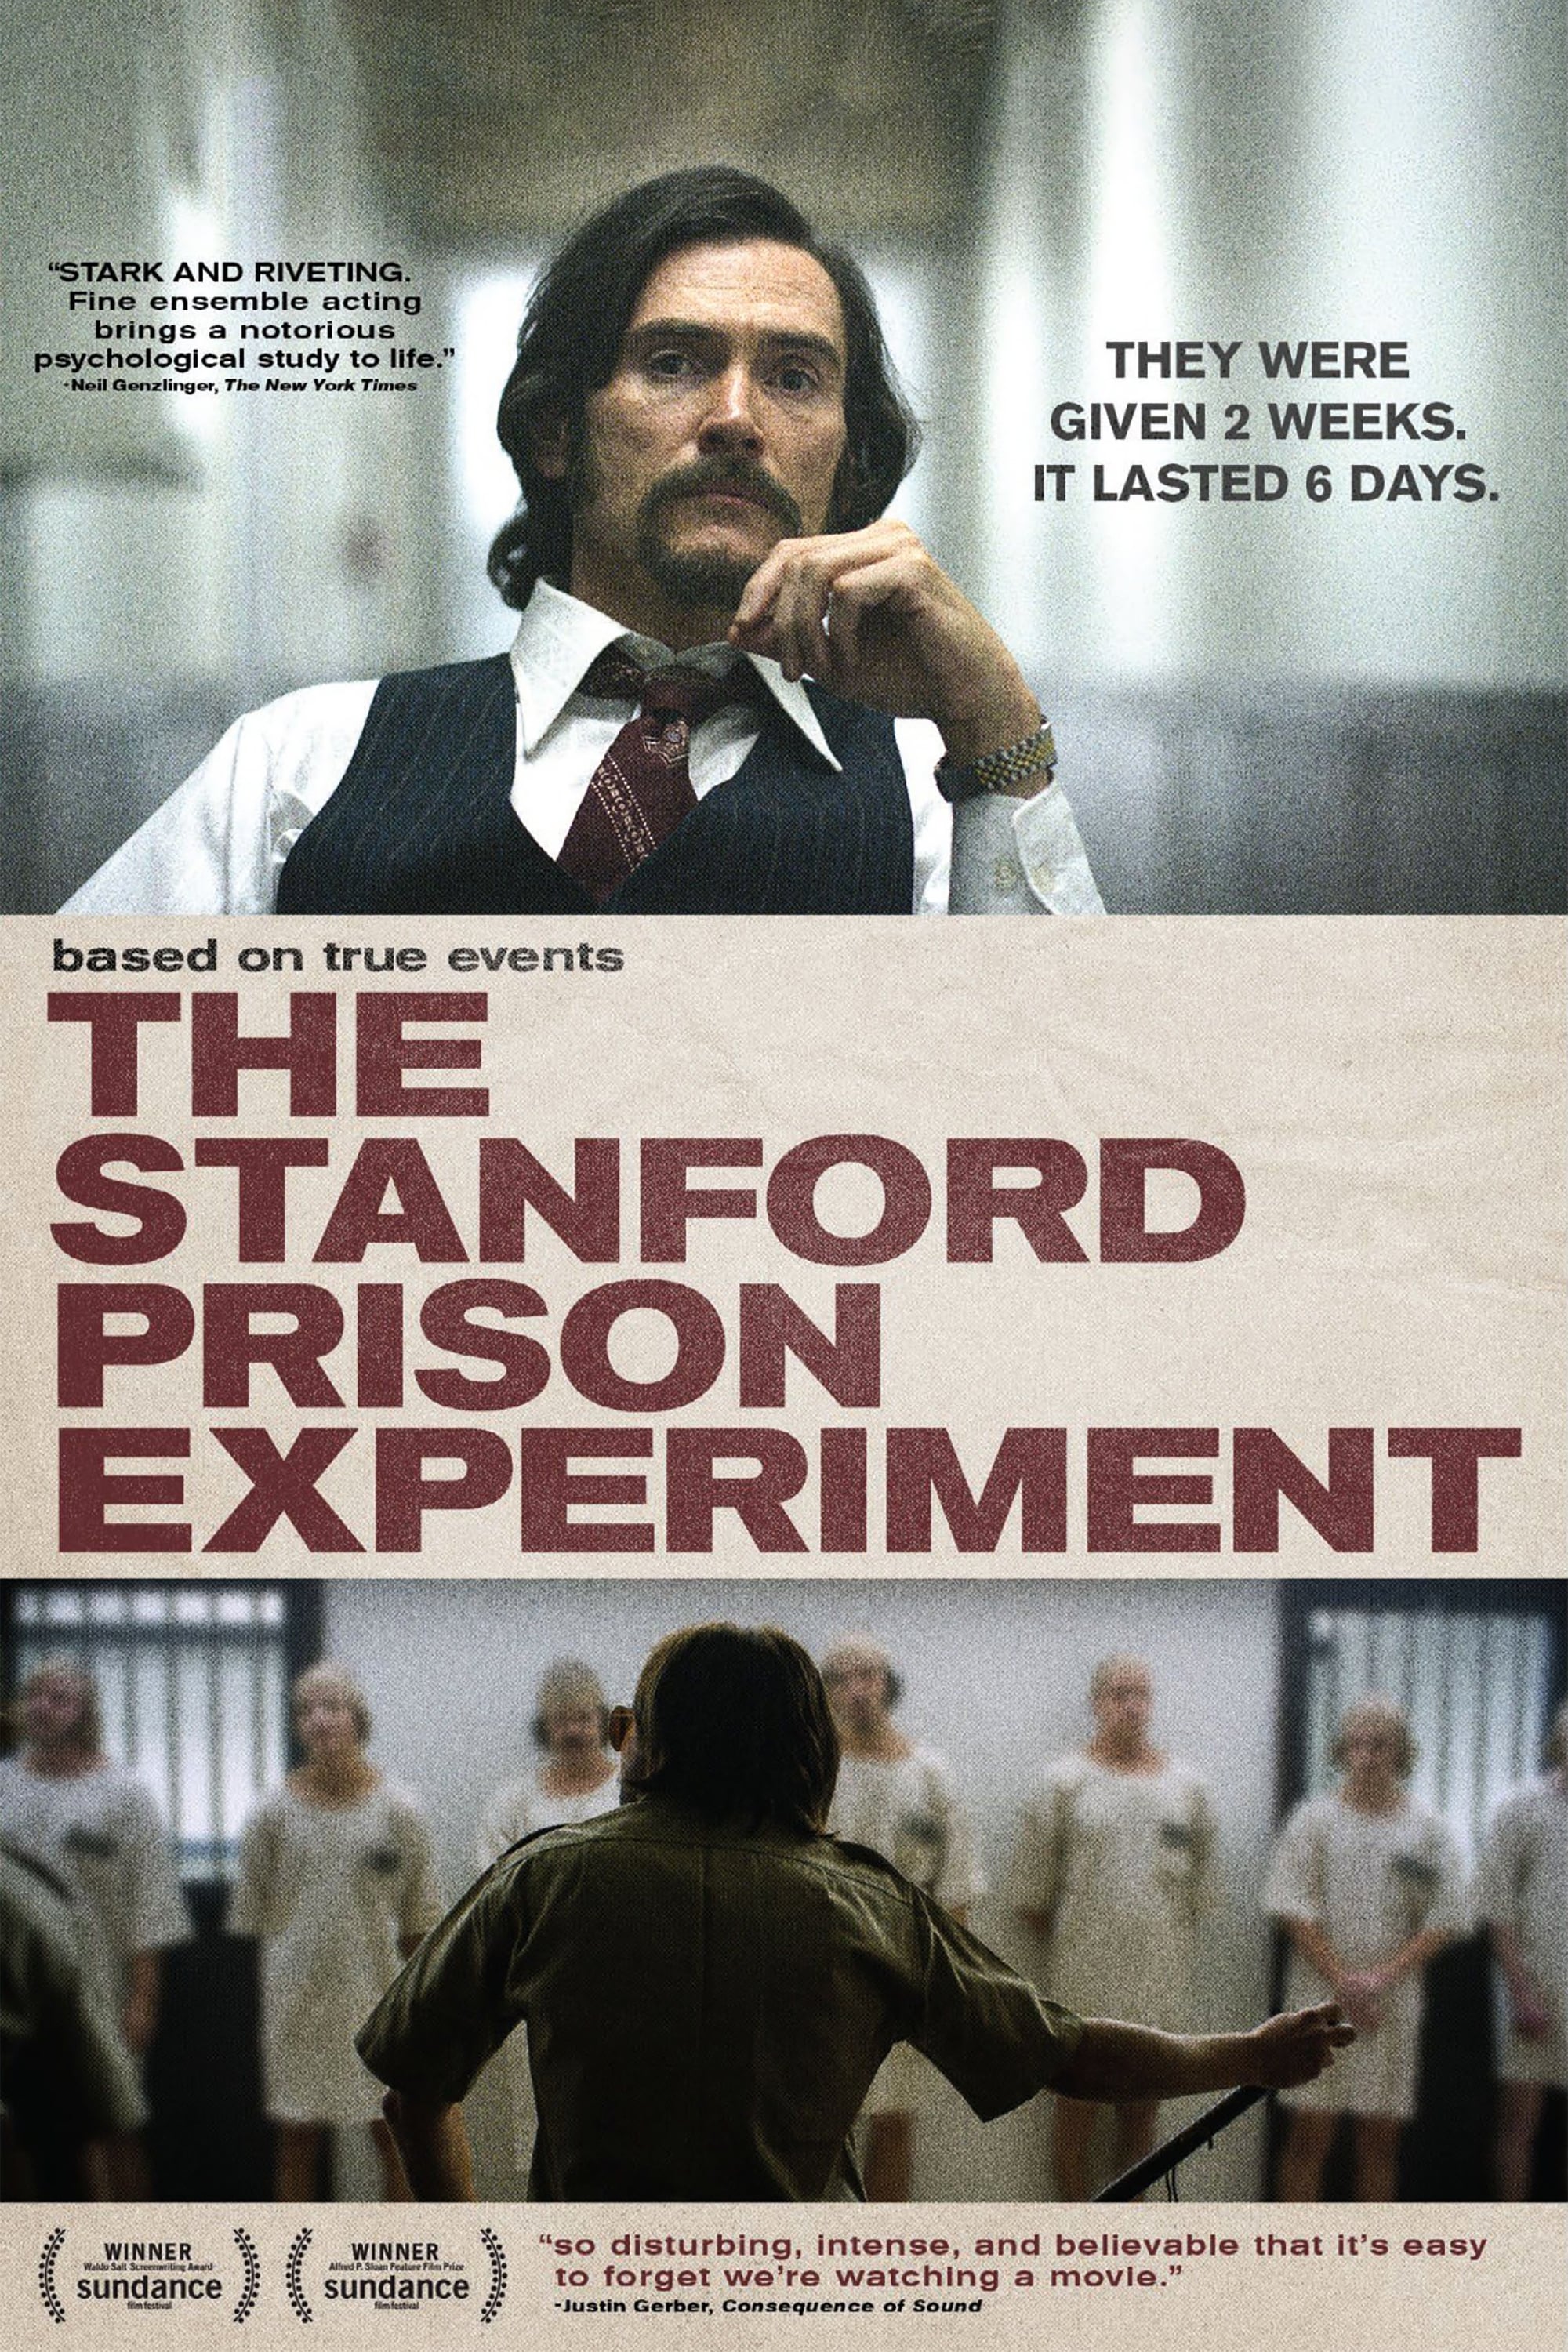 “STARK AND RIVETING.
Fine ensemble acting
brings a notorious
psychological study to life.”
-Neil Genzlinger, The New York Times
THEY WERE
GIVEN 2 WEEKS.
IT LASTED 6 DAYS.
based on true events
THE
STANFORD
PRISON
EXPERIMENT
WINNER
Waldo Salt Screenwriting Award
sundance
film festival
WINNER
Alfred P. Sloan Feature Film Prize
sundance
film festival
“so disturbing, intense, and believable that it’s easy
to forget we’re watching a movie.”
-Justin Gerber, Consequence of Sound